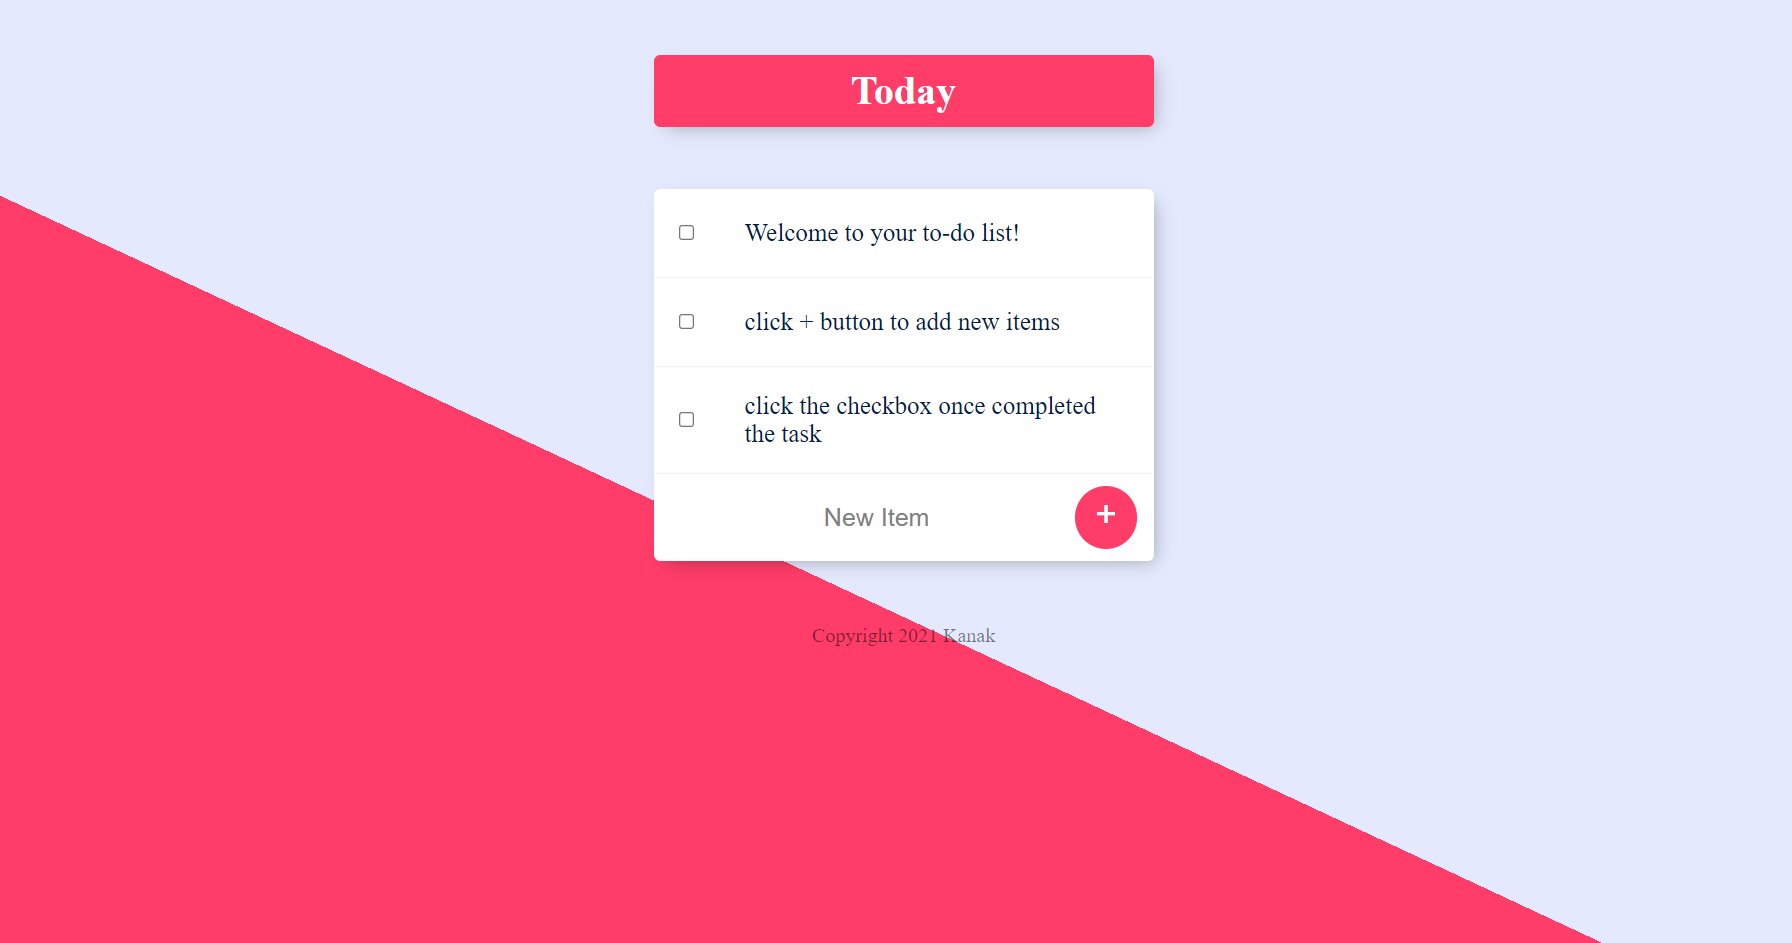 Today
Welcome to your to-do list!
click + button to add new items
click the checkbox once completed
the task
New Item
+
Copyright 2021 Kanak